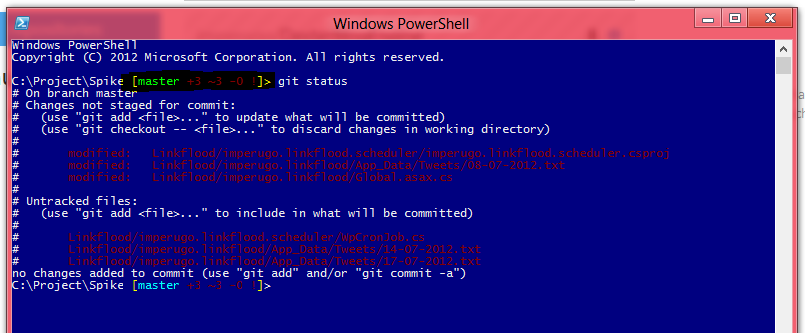 Windows PowerShell
Windows PowerShell
Copyright (C) 2012 Microsoft Corporation. All rights reserved.
C:\Project\Spike [master +3 ~3 -0 !]> git status
# On branch master
# Changes not staged for commit:
#   (use "git add <file>..." to update what will be committed)
#   (use "git checkout -- <file>..." to discard changes in working directory)
#
#       modified:   Linkflood/imperugo.linkflood.scheduler/imperugo.linkflood.scheduler.csproj
#       modified:   Linkflood/imperugo.linkflood/App_Data/Tweets/08-07-2012.txt
#       modified:   Linkflood/imperugo.linkflood/Global.asax.cs
#
# Untracked files:
#   (use "git add <file>..." to include in what will be committed)
#
#       Linkflood/imperugo.linkflood.scheduler/WpCronJob.cs
#       Linkflood/imperugo.linkflood/App_Data/Tweets/14-07-2012.txt
#       Linkflood/imperugo.linkflood/App_Data/Tweets/17-07-2012.txt
no changes added to commit (use "git add" and/or "git commit -a")
C:\Project\Spike [master +3 ~3 -0 !]>